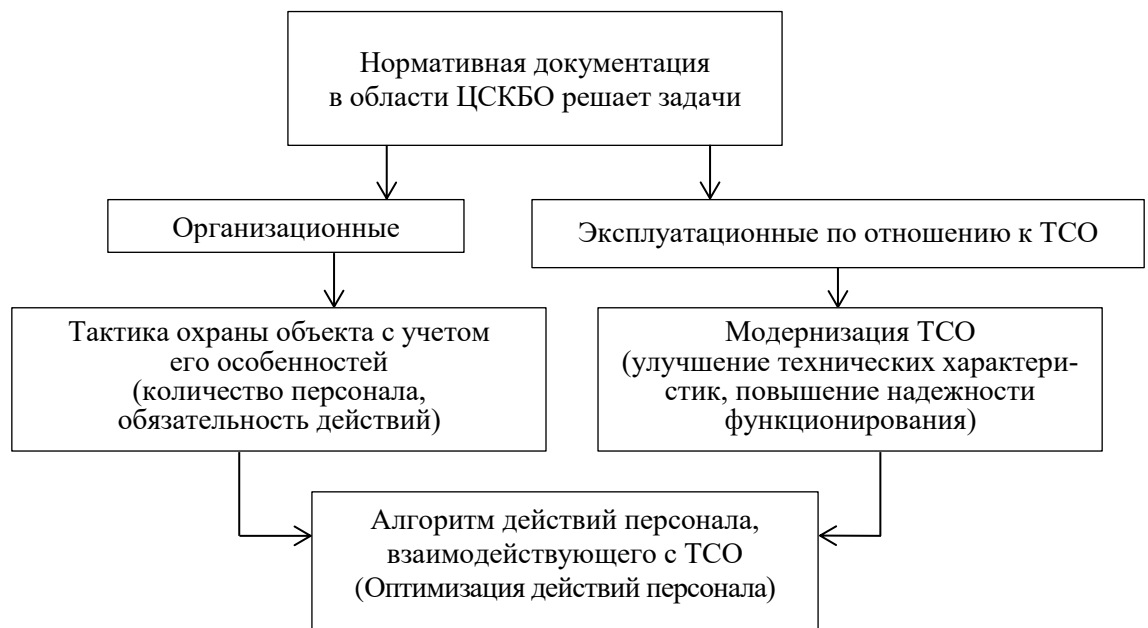 Нормативная документация
в области ЦСКБО решает задачи
Организационные
Эксплуатационные по отношению к ТСО
Тактика охраны объекта с учетом
его особенностей
(количество персонала,
обязательность действий)
Модернизация ТСО
(улучшение технических характери-
стик, повышение надежности
функционирования)
Алгоритм действий персонала,
взаимодействующего с ТСО
(Оптимизация действий персонала)